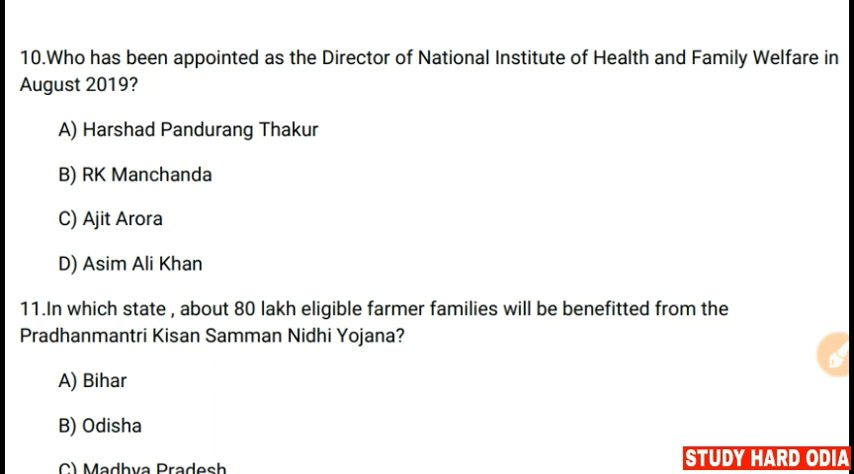 10.Who has been appointed as the Director of National Institute of Health and Family Welfare in
August 2019?
A) Harshad Pandurang Thakur
B) RK Manchanda
C) Ajit Arora
D) Asim Ali Khan
11.In which state , about 80 lakh eligible farmer families will be benefitted from the
Pradhanmantri Kisan Samman Nidhi Yojana?
A) Bihar
B) Odisha
C) Madhya Pradesh
STUDY HARD ODIA